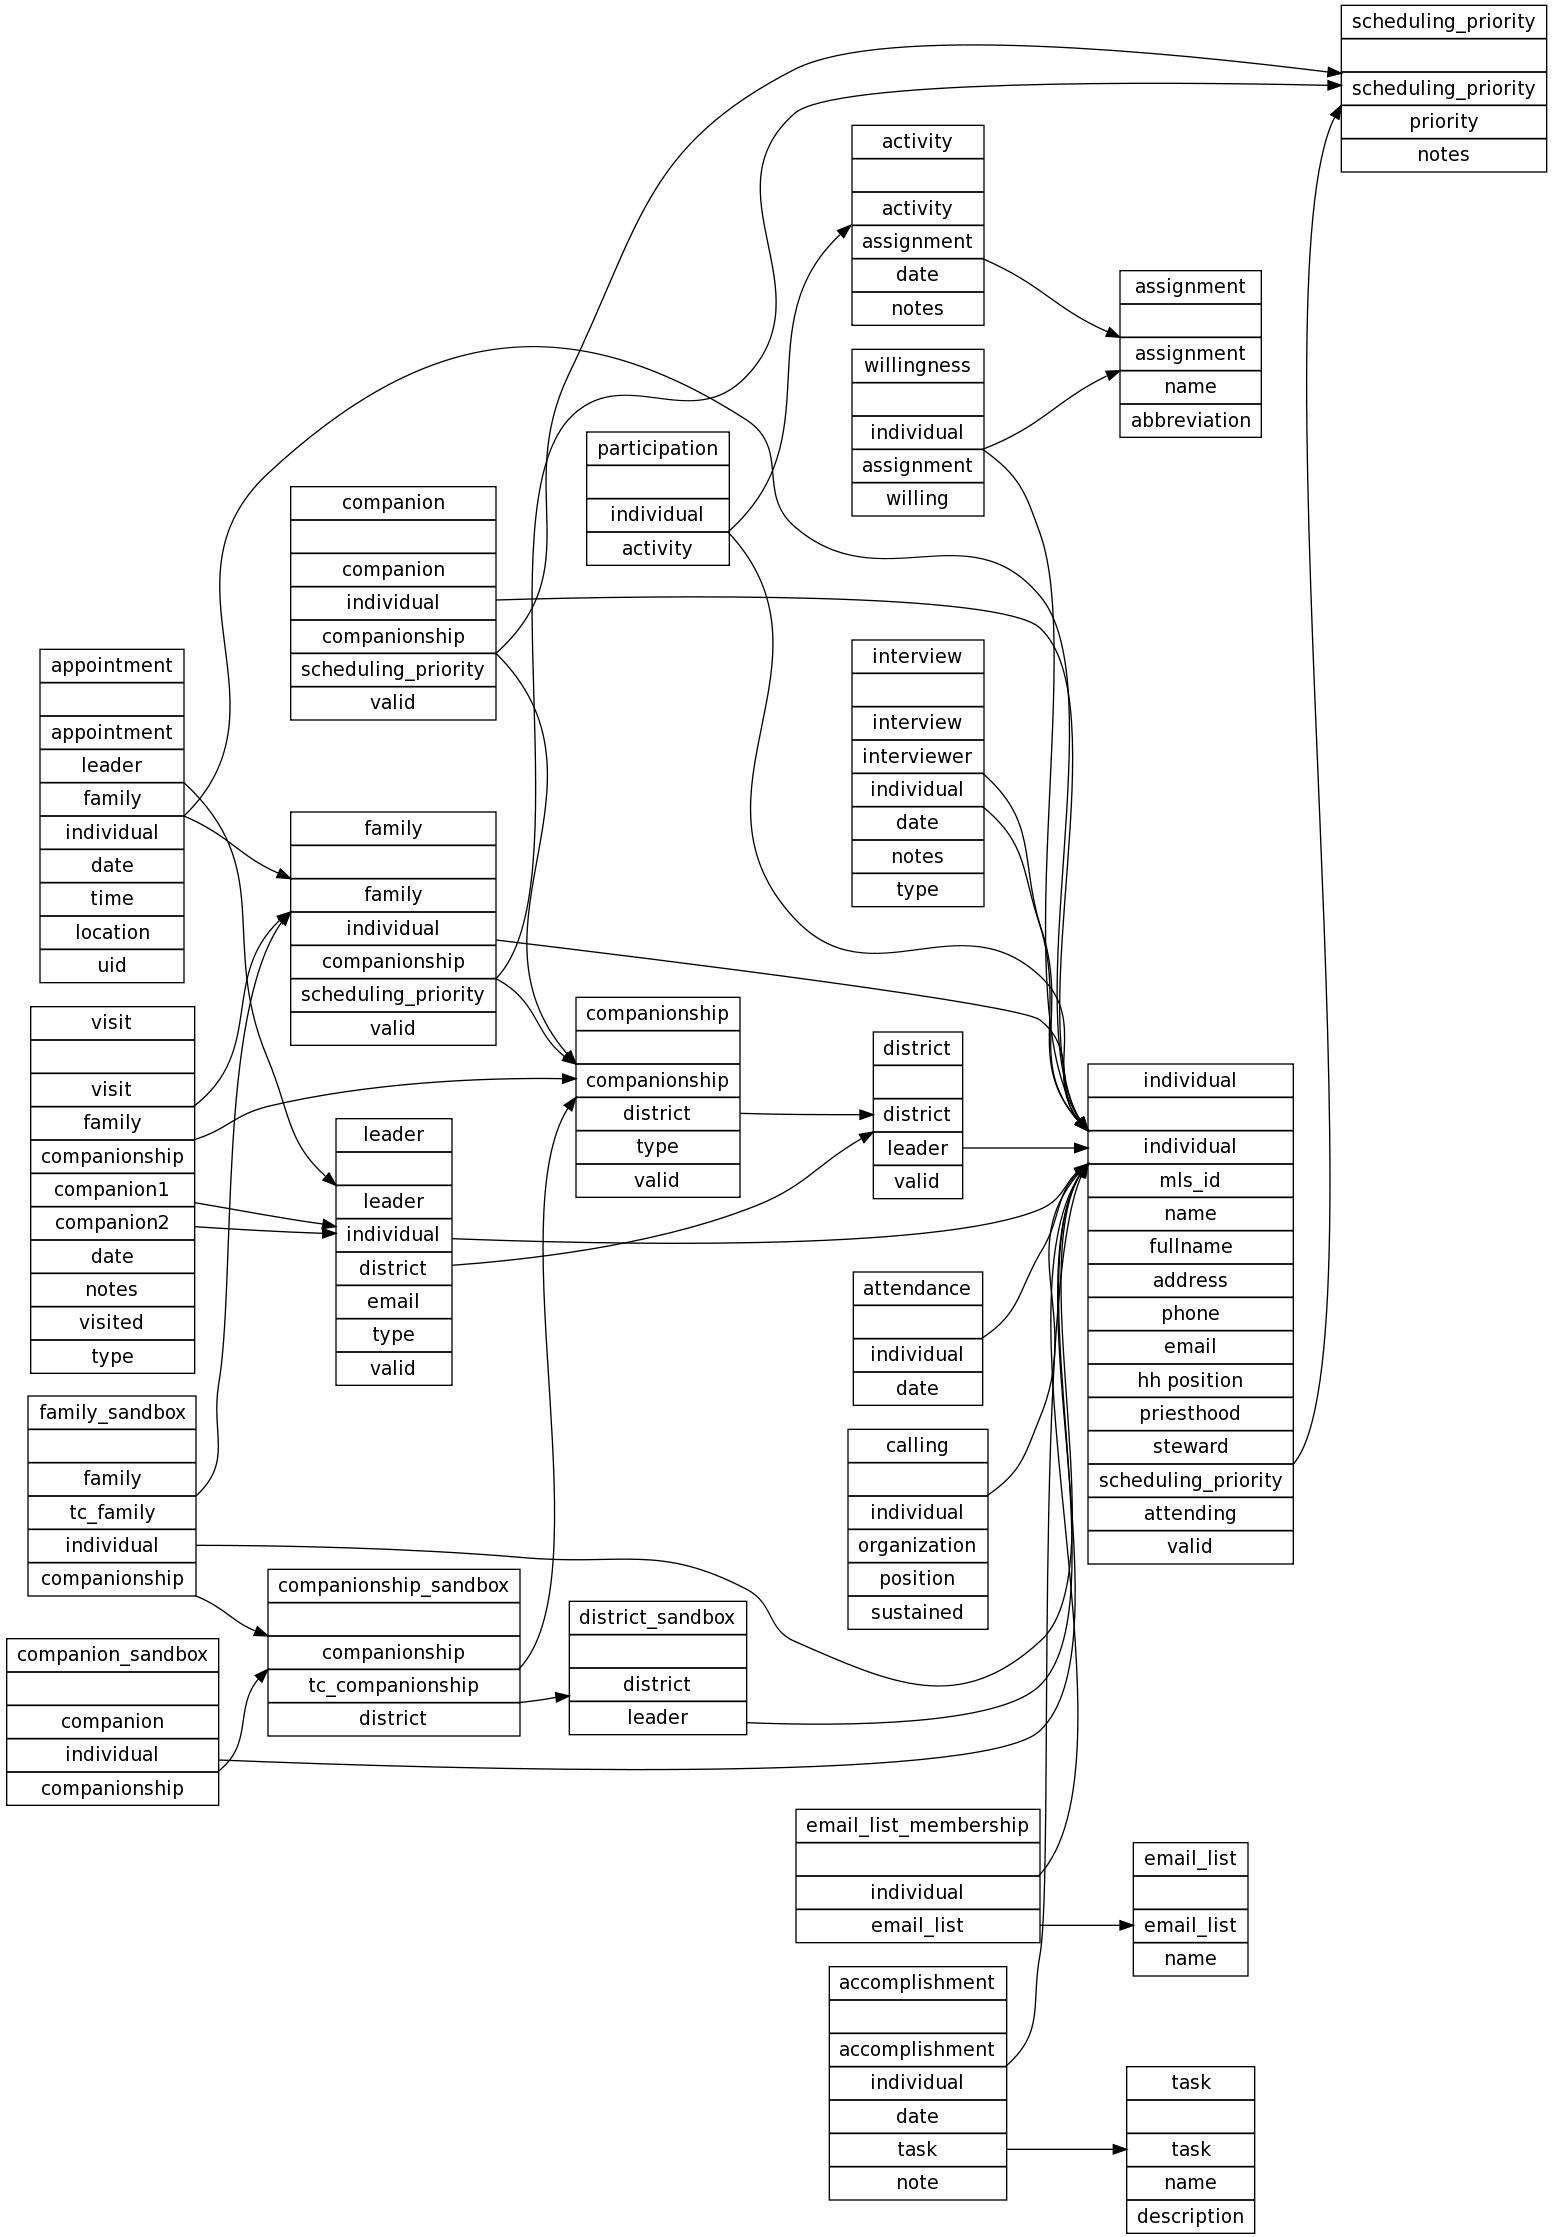 scheduling_priority
scheduling_priority
priority
notes
activity
activity
assignment
date
notes
assignment
assignment
name
abbreviation
willingness
individual
assignment
willing
participation
individual
activity
companion
companion
individual
companionship
scheduling_priority
valid
interview
interview
interviewer
individual
date
notes
type
appointment
appointment
leader
family
individual
date
time
location
uid
family
family
individual
companionship
scheduling_priority
valid
visit
visit
family
companionship
companion1
companion2
date
notes
visited
type
companionship
companionship
district
type
valid
district
district
leader
valid
individual
individual
mls_id
name
fullname
address
phone
email
hh position
priesthood
steward
scheduling_priority
attending
valid
leader
leader
individual
district
email
type
valid
attendance
individual
date
family_sandbox
family
tc_family
individual
companionship
calling
individual
organization
position
sustained
companionship_sandbox
companionship
tc_companionship
district
district_sandbox
district
leader
companion_sandbox
companion
individual
companionship
email_list_membership
individual
email_list
email_list
email_list
name
accomplishment
accomplishment
individual
date
task
note
task
task
name
description